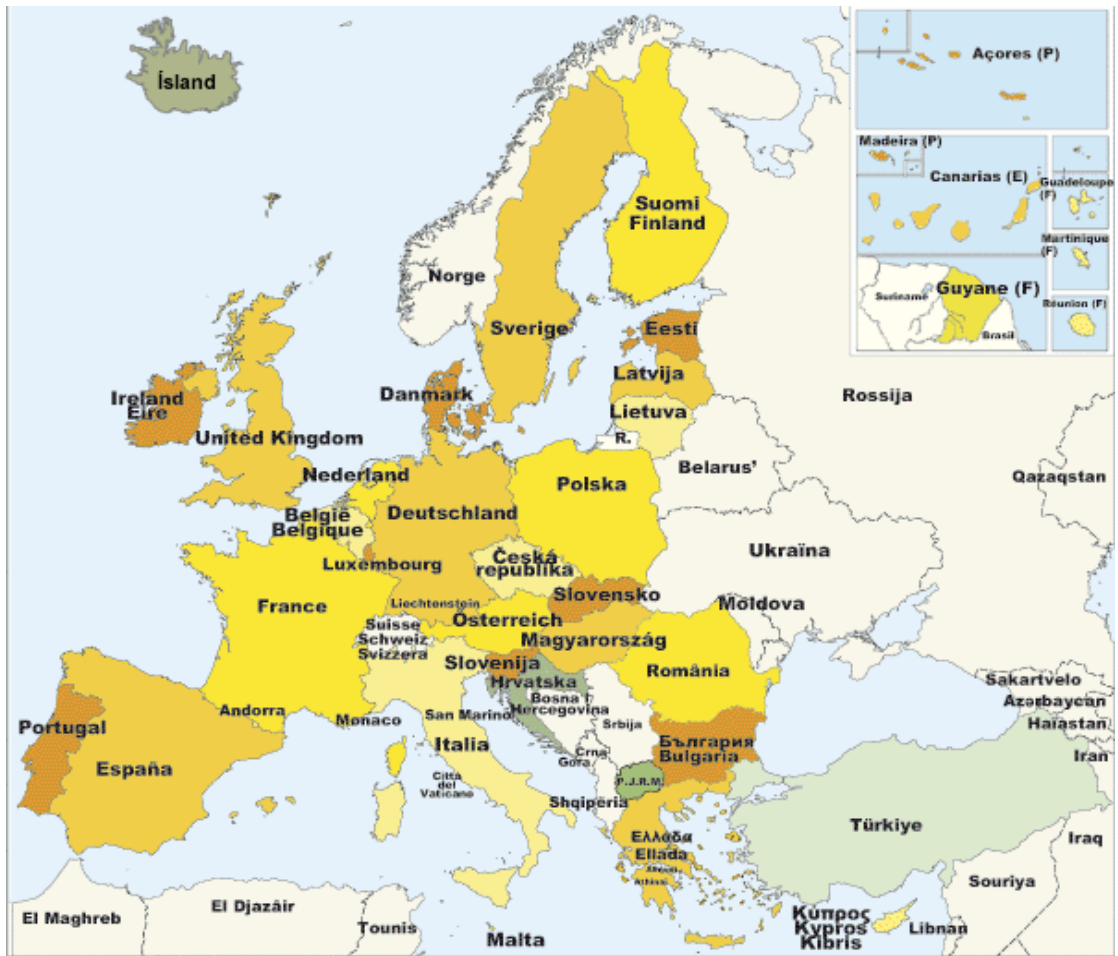 Ísland
Açores (P)
Madeira (P)
Canarias (E)
Guadeloupe
(F)
Martinique
(F)
Guyane (F)
Suriname
Brasil
Réunion (F)
Suomi
Finland
Norge
Sverige
Eesti
Latvija
Lietuva
R.
Rossija
Danmark
Ireland
Eire
United Kingdom
Nederland
Belarus'
Polska
Qazaqstan
België
Belgique
Deutschland
Ukraïna
Luxembourg
Česká
republika
Slovensko
France
Liechtenstein
Moldova
Österreich
Suisse
Schweiz
Svizzera
Magyarország
Slovenija
România
Hrvatska
Bosna i
Hercegovina
Sakartvelo
Azərbaycan
Haïastan
Andorra
Monaco
San Marino
Srbija
Portugal
España
Italia
Crna
Gora
България
Bulgaria
Iran
Città
del
Vaticano
P.J.R.M.
Shqipëria
Türkiye
Iraq
Ελλάδα
Ellada
Souriya
El Maghreb
El Djazâir
Tounis
Malta
Κύπρος
Kypros
Kibris
Libnan